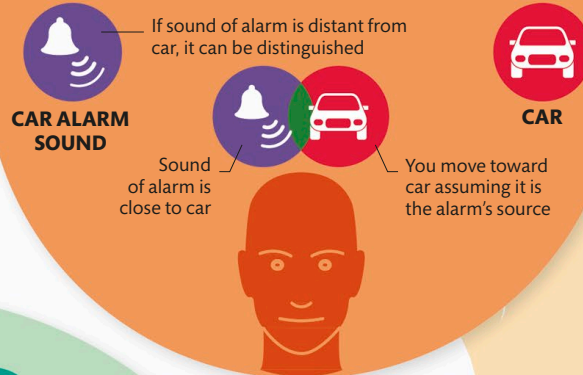 If sound of alarm is distant from
car, it can be distinguished
CAR ALARM
SOUND
CAR
Sound
of alarm is
close to car
You move toward
car assuming it is
the alarm's source